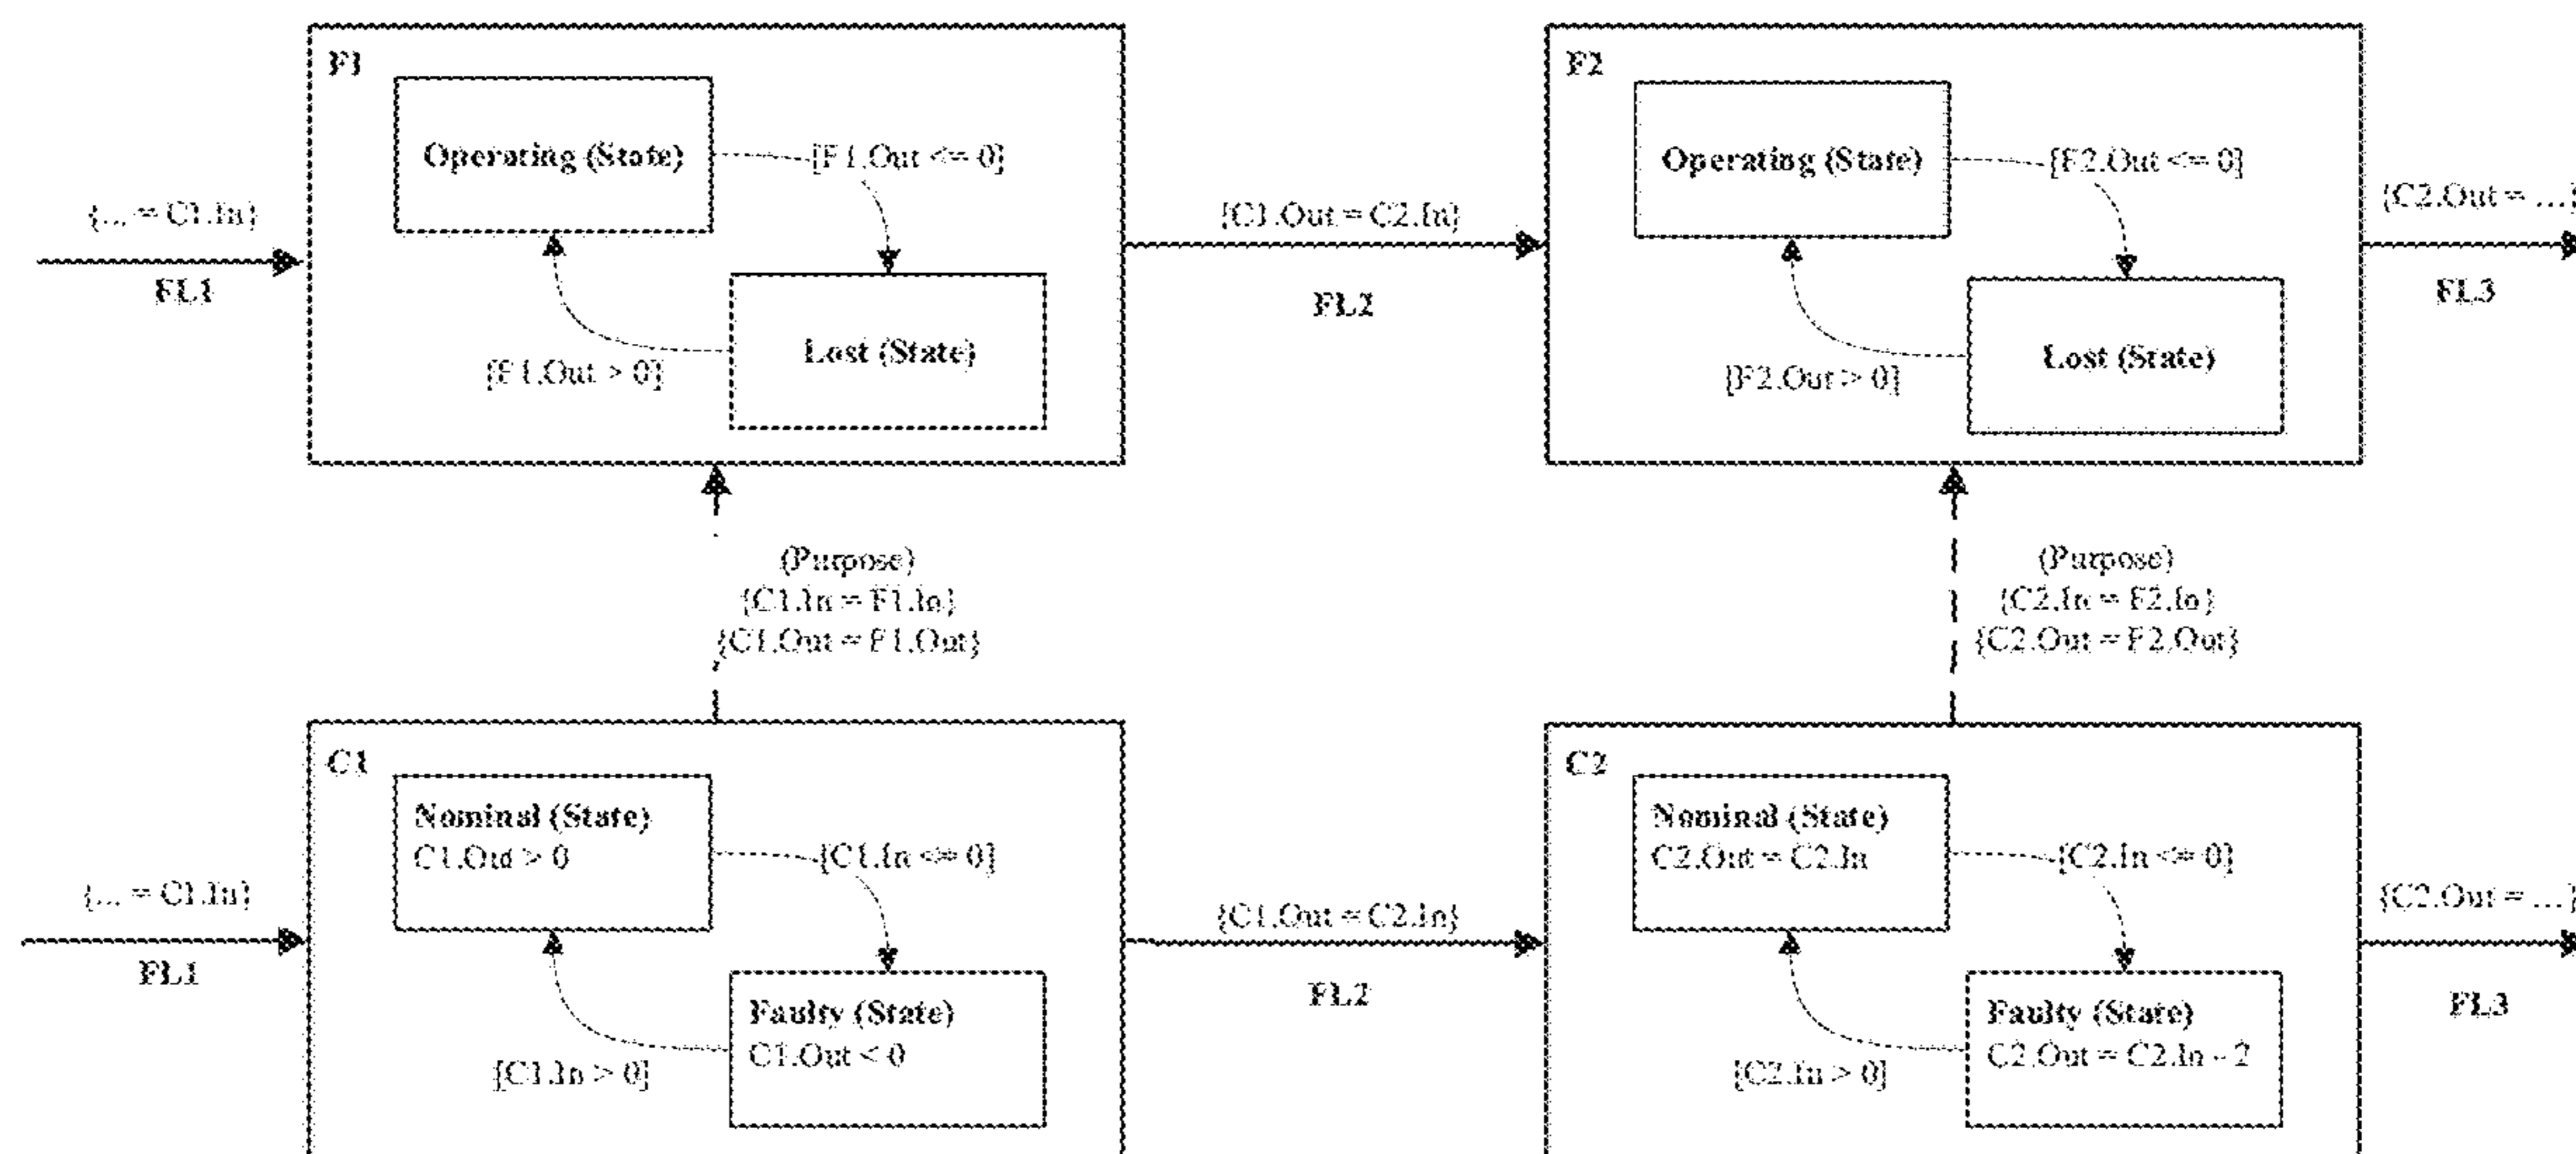 F1
Operating (State)
[F1.Out <= 0]
Lost (State)
[F1.Out > 0]
{... = C1.In}
FL1
{C1.Out = C2.In}
FL2
F2
Operating (State)
[F2.Out <= 0]
Lost (State)
[F2.Out > 0]
{C2.Out = ...}
FL3
(Purpose)
{C1.In = F1.In}
{C1.Out = F1.Out}
(Purpose)
{C2.In = F2.In}
{C2.Out = F2.Out}
C1
Nominal (State)
C1.Out > 0
[C1.In <= 0]
Faulty (State)
C1.Out < 0
[C1.In > 0]
{... = C1.In}
FL1
{C1.Out = C2.In}
FL2
C2
Nominal (State)
C2.Out = C2.In
[C2.In <= 0]
Faulty (State)
C2.Out = C2.In - 2
[C2.In > 0]
{C2.Out = ...}
FL3